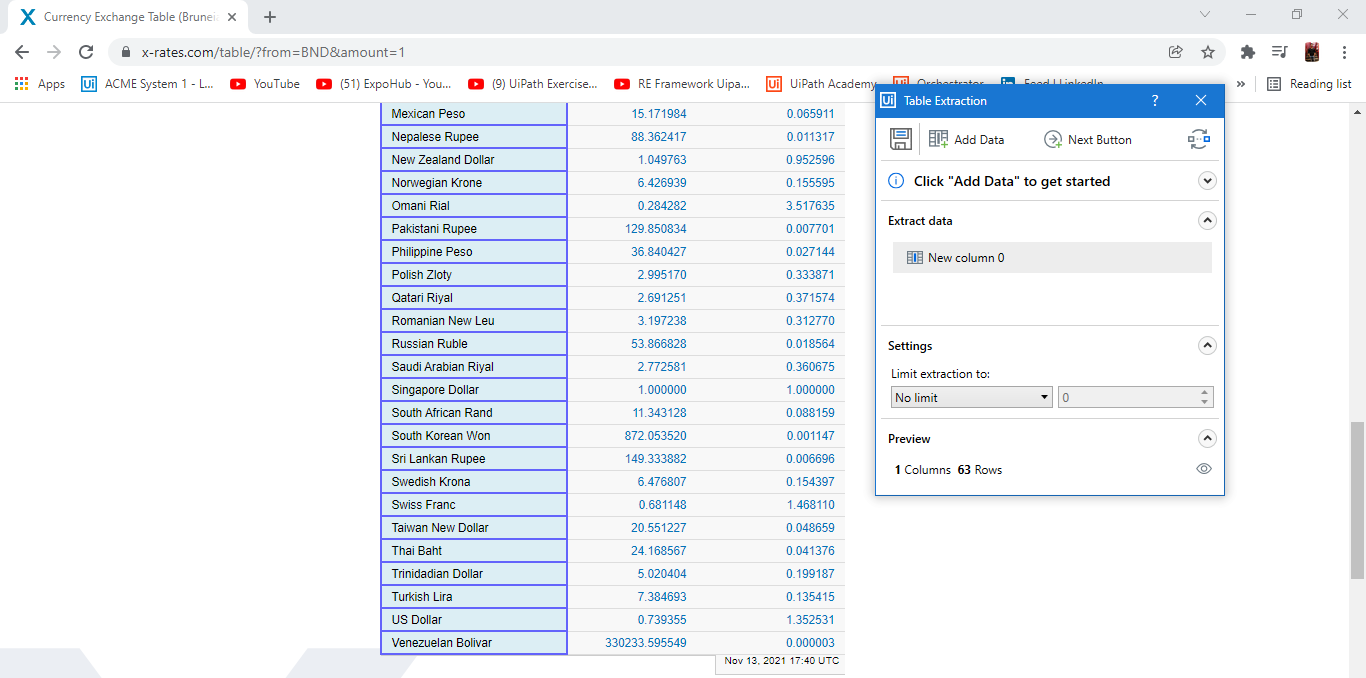 Currency Exchange Table (Brunei
x-rates.com/table/?from=BND&amount=1
Apps
ACME System 1 - L...
YouTube
(51) ExpoHub - You...
(9) UiPath Exercise...
RE Framework Uipa...
UiPath Academy
Orchestrator
Feed | LinkedIn
Reading list
Mexican Peso 15.171984 0.065911
Nepalese Rupee 88.362417 0.011317
New Zealand Dollar 1.049763 0.952596
Norwegian Krone 6.426939 0.155595
Omani Rial 0.284282 3.517635
Pakistani Rupee 129.850834 0.007701
Philippine Peso 36.840427 0.027144
Polish Zloty 2.995170 0.333871
Qatari Riyal 2.691251 0.371574
Romanian New Leu 3.197238 0.312770
Russian Ruble 53.866828 0.018564
Saudi Arabian Riyal 2.772581 0.360675
Singapore Dollar 1.000000 1.000000
South African Rand 11.343128 0.088159
South Korean Won 872.053520 0.001147
Sri Lankan Rupee 149.333882 0.006696
Swedish Krona 6.476807 0.154397
Swiss Franc 0.681148 1.468110
Taiwan New Dollar 20.551227 0.048659
Thai Baht 24.168567 0.041376
Trinidadian Dollar 5.020404 0.199187
Turkish Lira 7.384693 0.135415
US Dollar 0.739355 1.352531
Venezuelan Bolivar 330233.595549 0.000003
Nov 13, 2021 17:40 UTC
Ui Table Extraction ?
Add Data
Next Button
Click "Add Data" to get started
Extract data
New column 0
Settings
Limit extraction to:
No limit 0
Preview
1 Columns 63 Rows